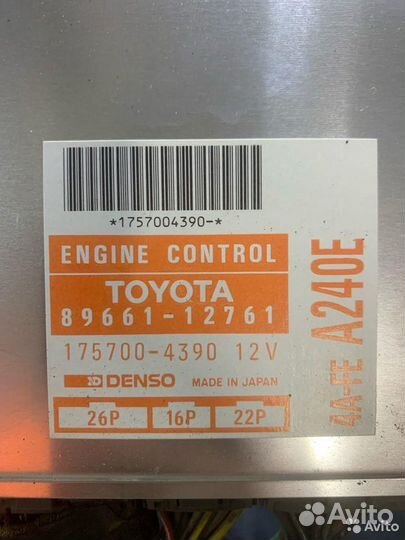 *1757004390-*
ENGINE CONTROL
TOYOTA
89661-12761
175700-4390 12V
DENSO MADE IN JAPAN
26P 16P 22P
4A-FE A240E
Avito
Avito